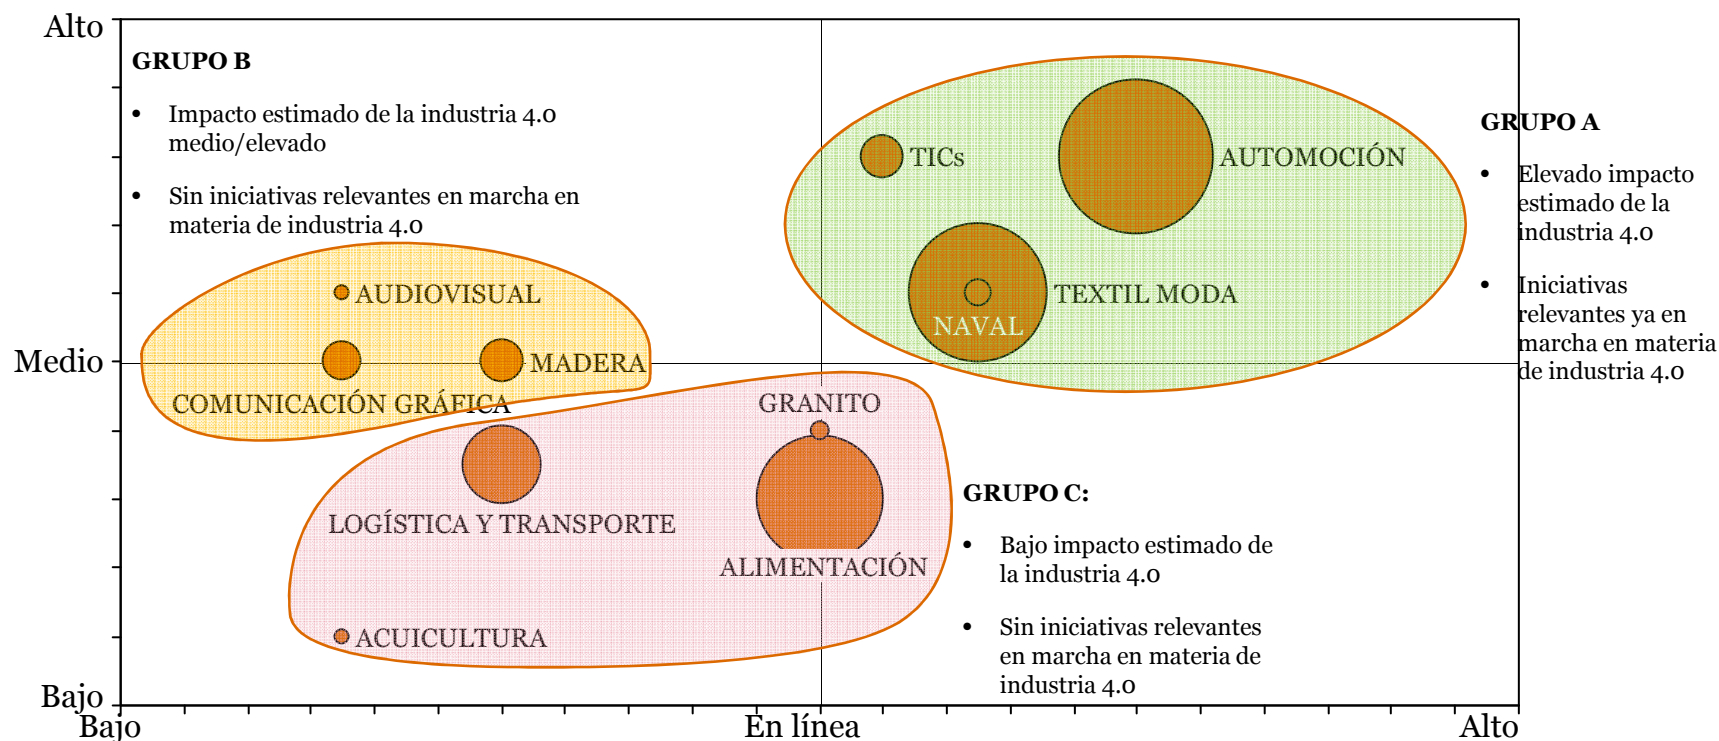 Alto
GRUPO B
• Impacto estimado de la industria 4.0
medio/elevado
• Sin iniciativas relevantes en marcha en
materia de industria 4.0
GRUPO A
• Elevado impacto
estimado de la
industria 4.0
• Iniciativas
relevantes ya en
marcha en materia
de industria 4.0
TICs
AUTOMOCIÓN
TEXTIL MODA
NAVAL
AUDIOVISUAL
Medio
MADERA
COMUNICACIÓN GRÁFICA
GRANITO
LOGÍSTICA Y TRANSPORTE
ALIMENTACIÓN
ACUICULTURA
GRUPO C:
• Bajo impacto estimado de
la industria 4.0
• Sin iniciativas relevantes
en marcha en materia de
industria 4.0
Bajo
Bajo
En línea
Alto